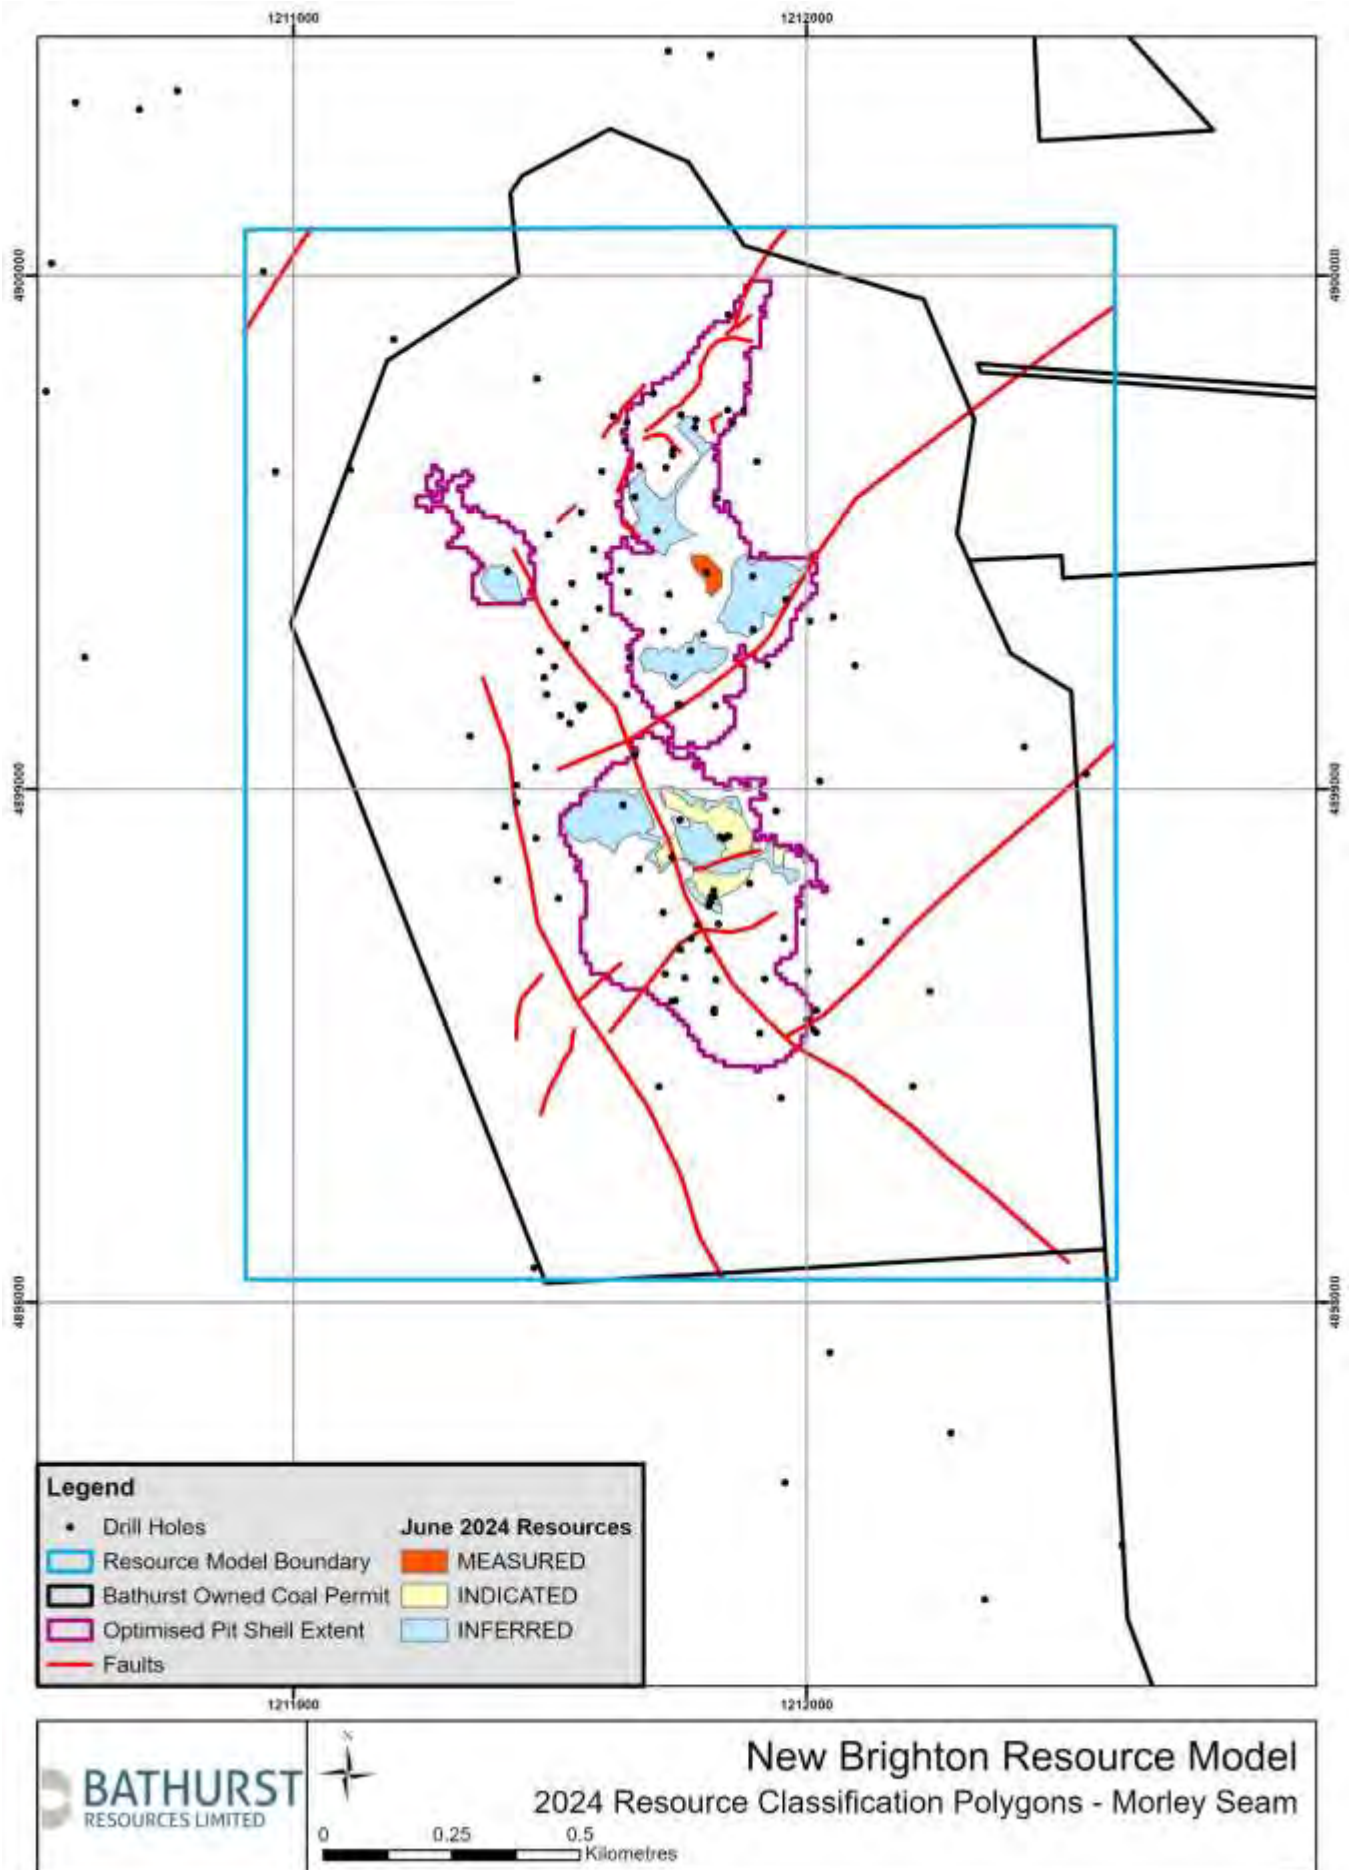 1211000 1212000
4900000 4900000
4899000 4899000
4898000 4898000
Legend
Drill Holes
June 2024 Resources
Resource Model Boundary
MEASURED
Bathurst Owned Coal Permit
INDICATED
Optimised Pit Shell Extent
INFERRED
Faults
1211000 1212000
BATHURST
RESOURCES LIMITED
N
0 0.25 0.5
Kilometres
New Brighton Resource Model
2024 Resource Classification Polygons - Morley Seam